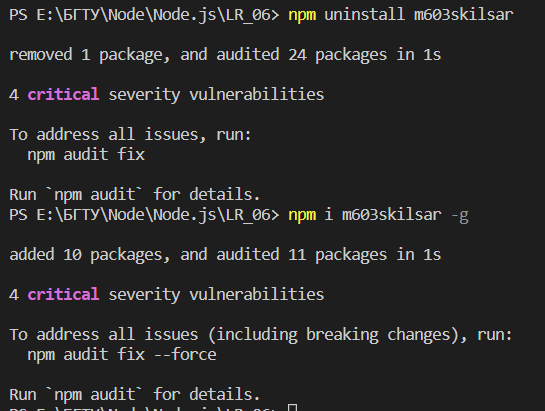 PS E:\БГТУ\Node\Node.js\LR_06> npm uninstall m603skilsar
removed 1 package, and audited 24 packages in 1s
4 critical severity vulnerabilities
To address all issues, run:
  npm audit fix
Run `npm audit` for details.
PS E:\БГТУ\Node\Node.js\LR_06> npm i m603skilsar -g
added 10 packages, and audited 11 packages in 1s
4 critical severity vulnerabilities
To address all issues (including breaking changes), run:
  npm audit fix --force
Run `npm audit` for details.
PS E:\БГТУ\Node\Node.js\LR_06>